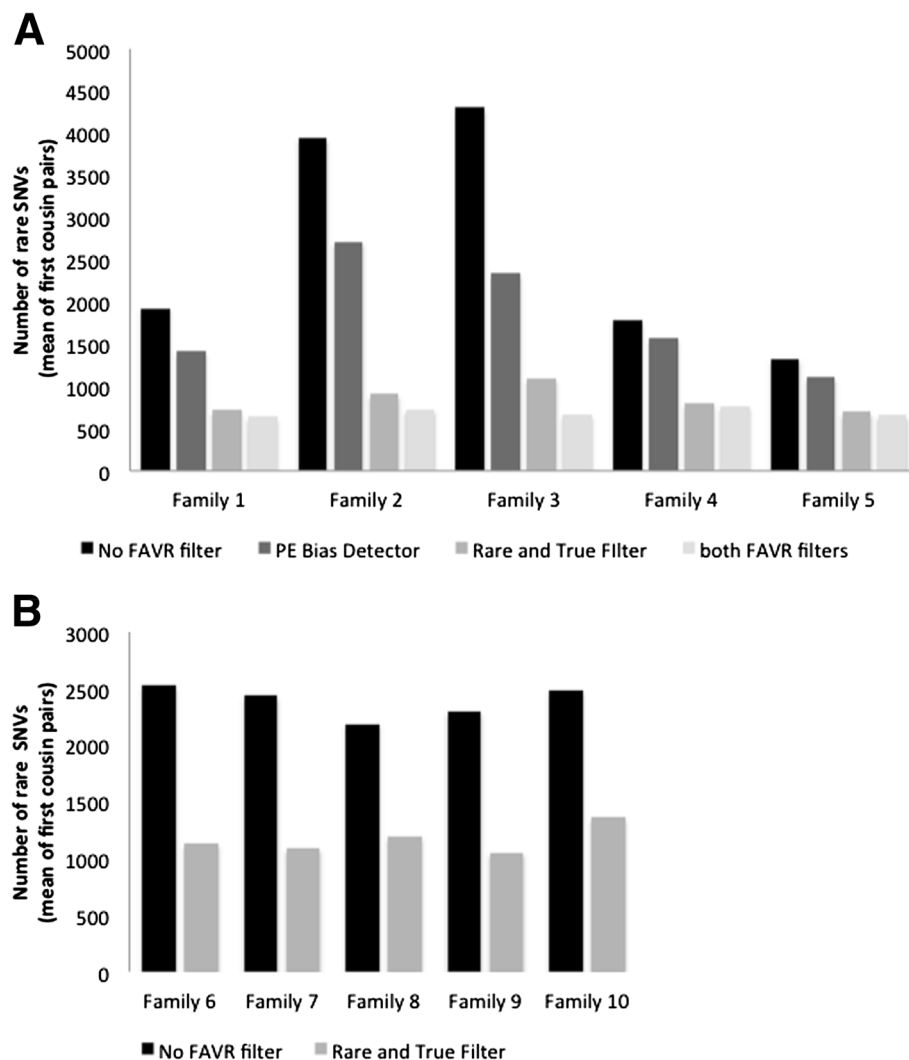 A
5000
4500
4000
3500
3000
2500
2000
1500
1000
500
0
Number of rare SNVs
(mean of first cousin pairs)
Family 1 Family 2 Family 3 Family 4 Family 5
No FAVR filter PE Bias Detector Rare and True FIlter both FAVR filters
B
3000
2500
2000
1500
1000
500
0
Number of rare SNVs
(mean of first cousin pairs)
Family 6 Family 7 Family 8 Family 9 Family 10
No FAVR filter Rare and True Filter